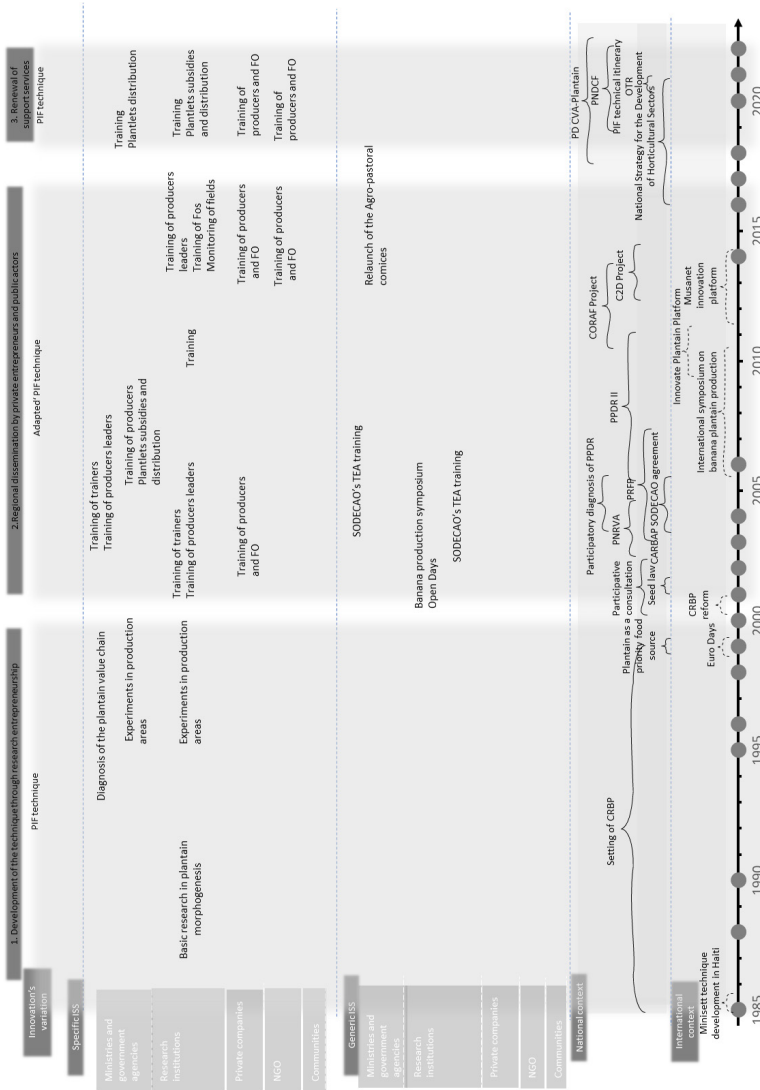 1. Development of the technique through research entrepreneurship
2.Regional dissemination by private entrepreneurs and public actors
3. Renewal of
support services
Innovation's
variation
PIF technique
Adapted' PIF technique
PIF technique
Specific ISS
Ministries and
government
agencies
Diagnosis of the plantain value chain
Experiments in production
areas
Training of trainers
Training of producers leaders
Training of producers
Plantlets subsidies and
distribution
Training
Plantlets distribution
Research
Institutions
Basic research in plantain
morphogenesis
Experiments in production
areas
Training of trainers
Training of producers leaders
Training
Training of producers
leaders
Training of Fos
Monitoring of fields
Training
Plantlets subsidies
and distribution
Private companies
Training of producers
and FO
Training of producers
and FO
Training of
producers and FO
NGO
Training of producers
and FO
Training of
producers and FO
Communities
Generic ISS
Ministries and
government
agencies
SODECAO's TEA training
Relaunch of the Agro-pastoral
comices
Research
Institutions
Banana production symposium
Open Days
SODECAO's TEA training
Private companies
NGO
Communities
National context
Setting of CRBP
Plantain as a
priority food
source
Participative
consultation
Seed law
Participatory diagnosis of PPDR
PNRVA
PRFP
CARBAP SODECAO agreement
PPDR II
CORAF Project
C2D Project
PD CVA-Plantain
PNDCF
PIF technical Itinerary
OTR
National Strategy for the Development
of Horticultural Sectors
International
context
Minisett technique
development in Haiti
Euro Days
CRBP
reform
International symposium on
banana plantain production
Innovate Plantain Platform
Musanet
innovation
platform
1985
1990
1995
2000
2005
2010
2015
2020